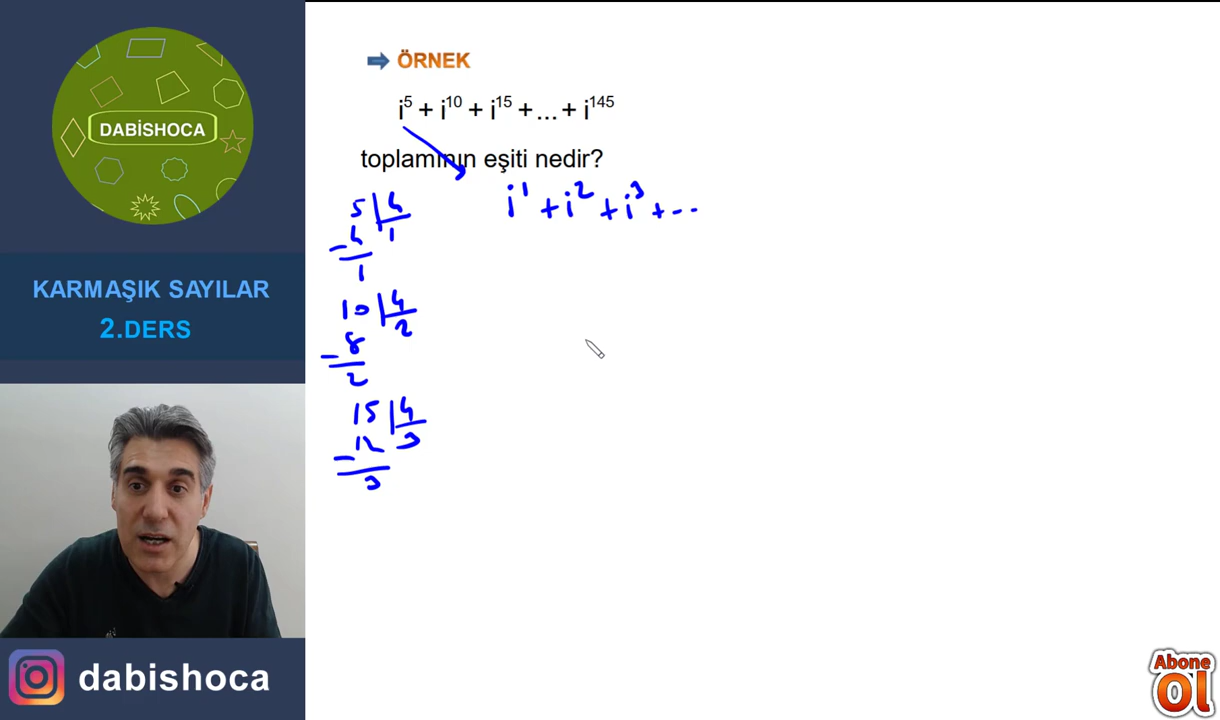 DABİSHOCA
KARMAŞIK SAYILAR
2.DERS
dabishoca
ÖRNEK
i⁵ + i¹⁰ + i¹⁵ + ... + i¹⁴⁵
toplamının eşiti nedir?
i¹ + i² + i³ + ...
5 | 4
- 4 1
1
10 | 4
- 8 2
2
15 | 4
- 12 3
3
Abone
Ol